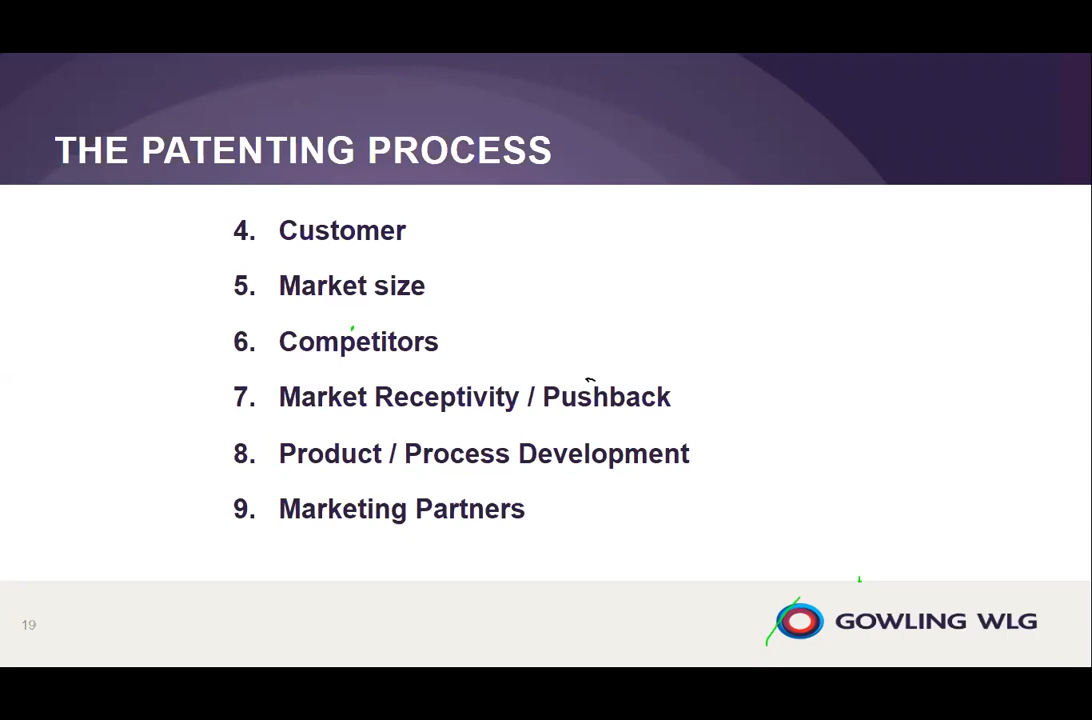 THE PATENTING PROCESS
4. Customer
5. Market size
6. Competitors
7. Market Receptivity / Pushback
8. Product / Process Development
9. Marketing Partners
19
GOWLING WLG